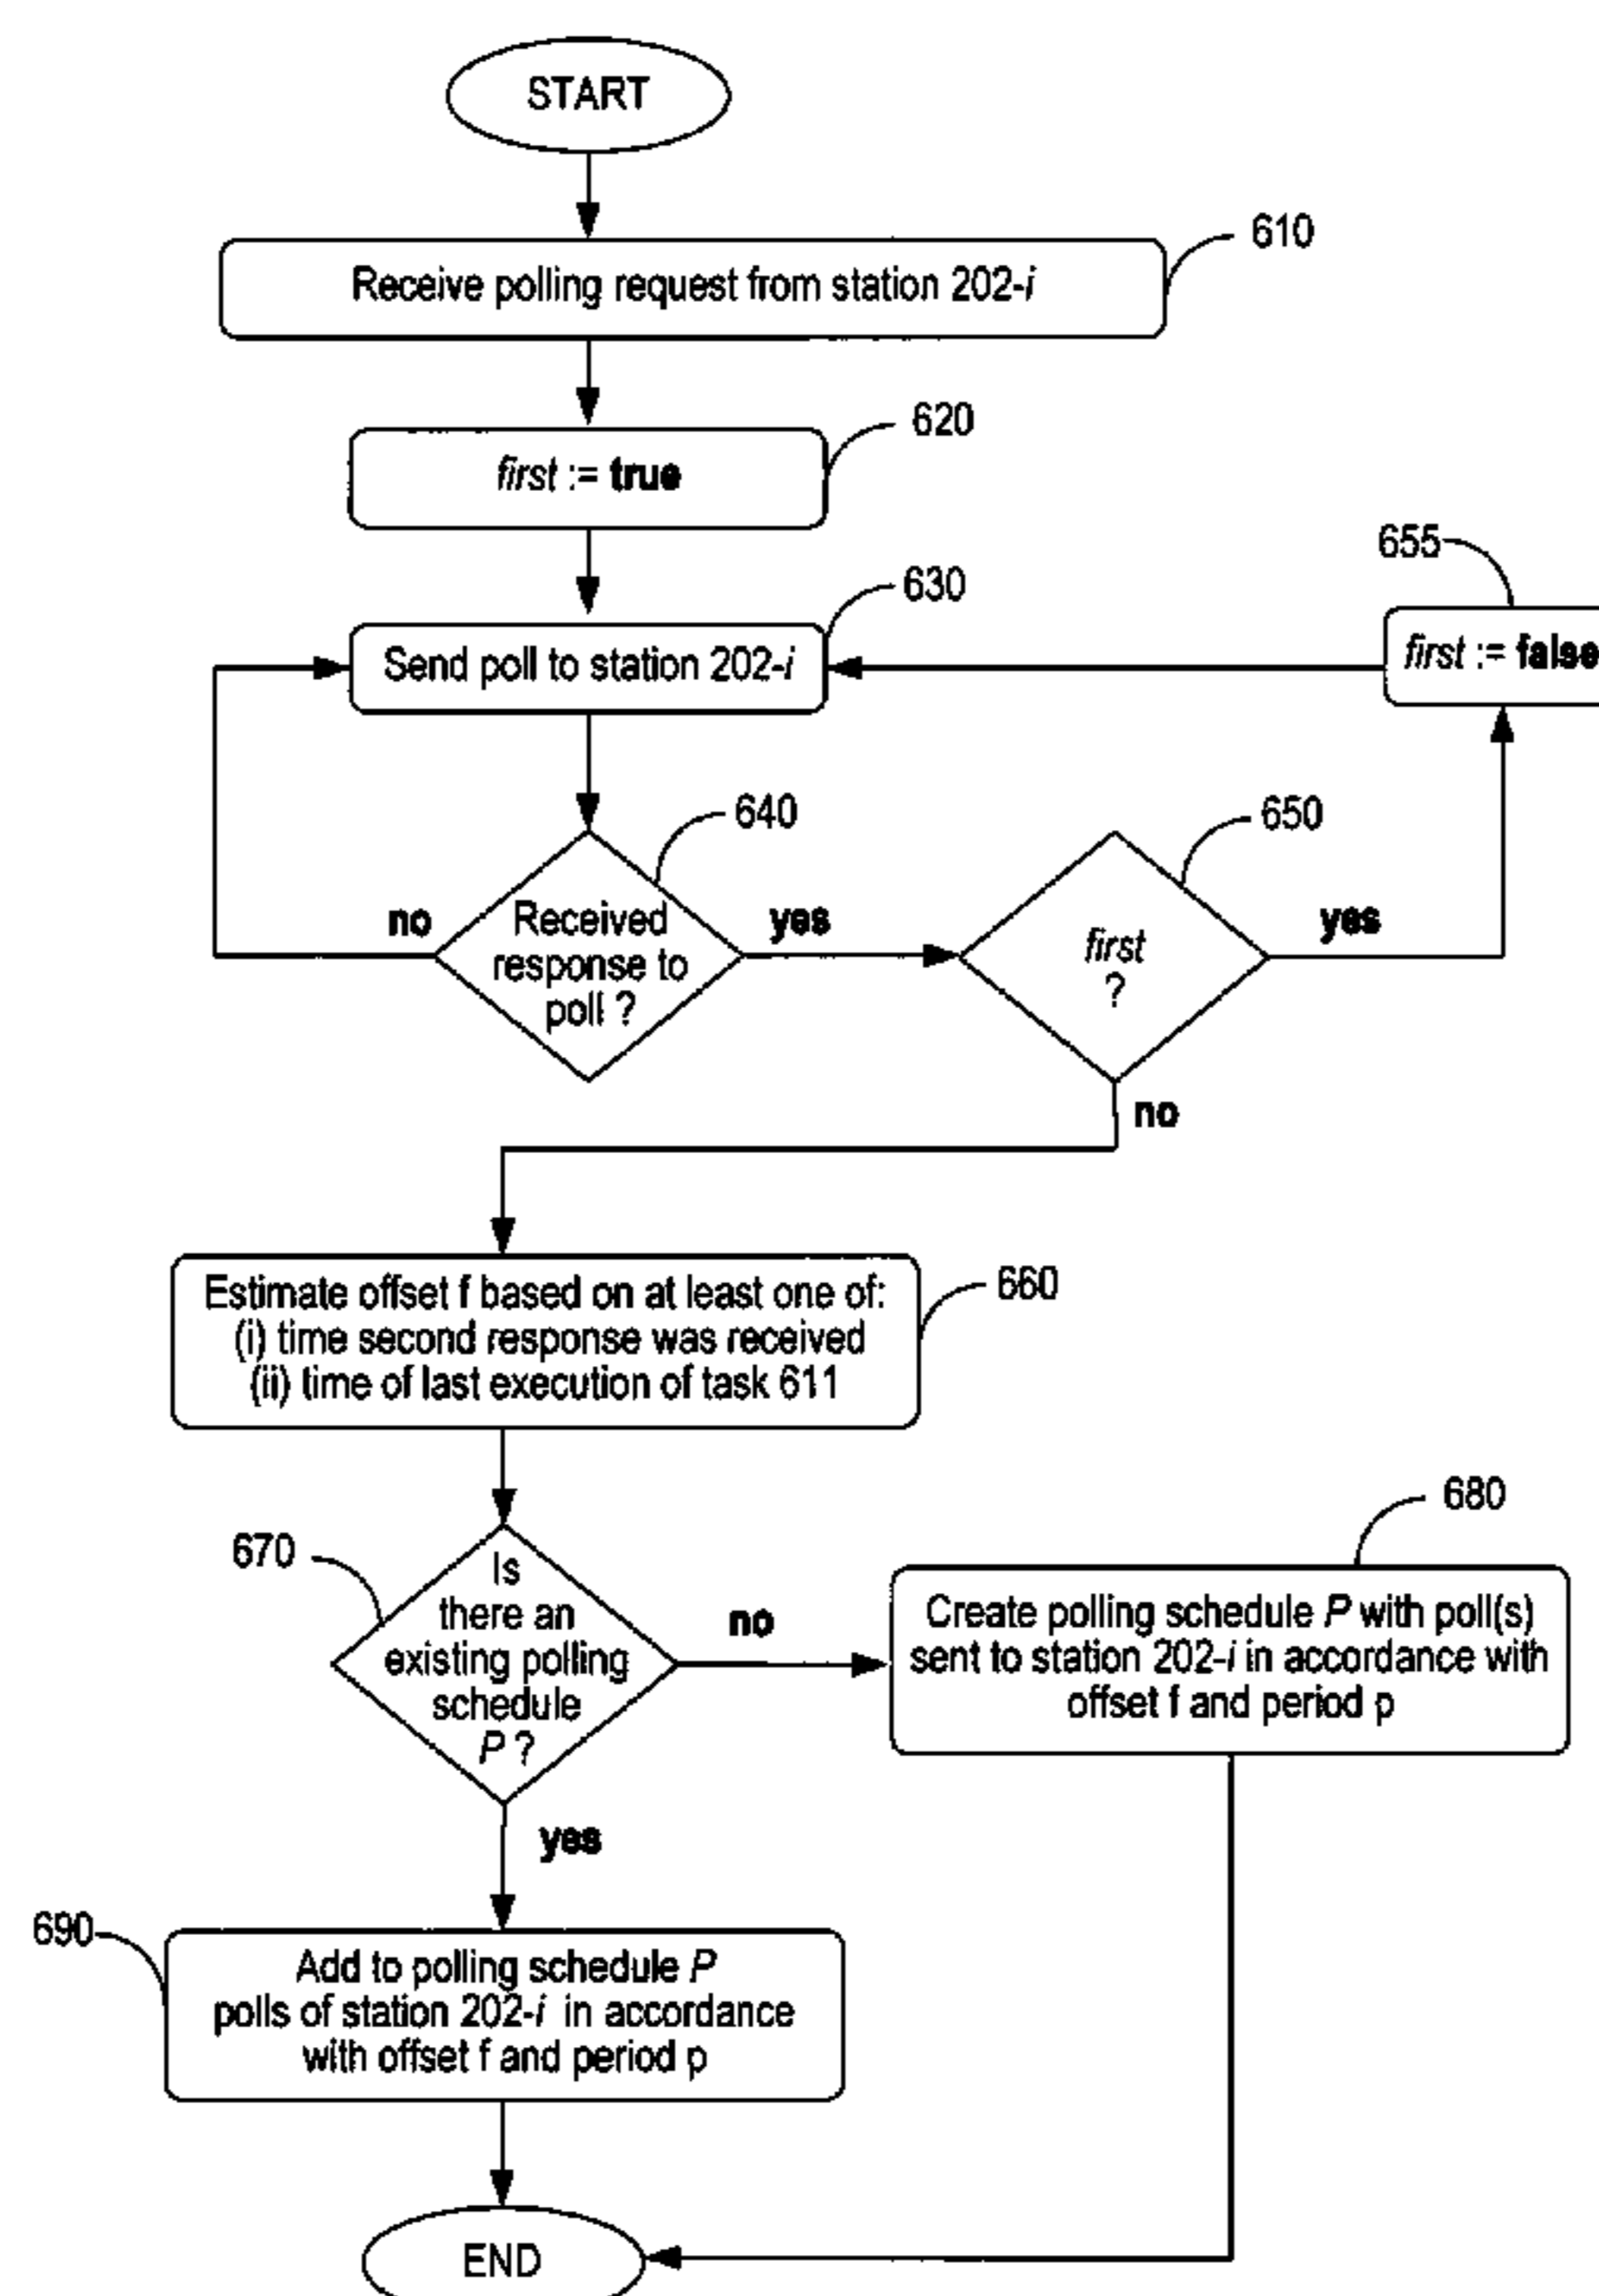 START
610
Receive polling request from station 202-i
620
first := true
655
630
first := false
Send poll to station 202-i
640
650
no
Received
response to
poll ?
yes
first
?
yes
no
Estimate offset f based on at least one of:
(i) time second response was received
(ii) time of last execution of task 611
660
680
670
Is
there an
existing polling
schedule
P ?
no
Create polling schedule P with poll(s)
sent to station 202-i in accordance with
offset f and period p
yes
690
Add to polling schedule P
polls of station 202-i in accordance
with offset f and period p
END